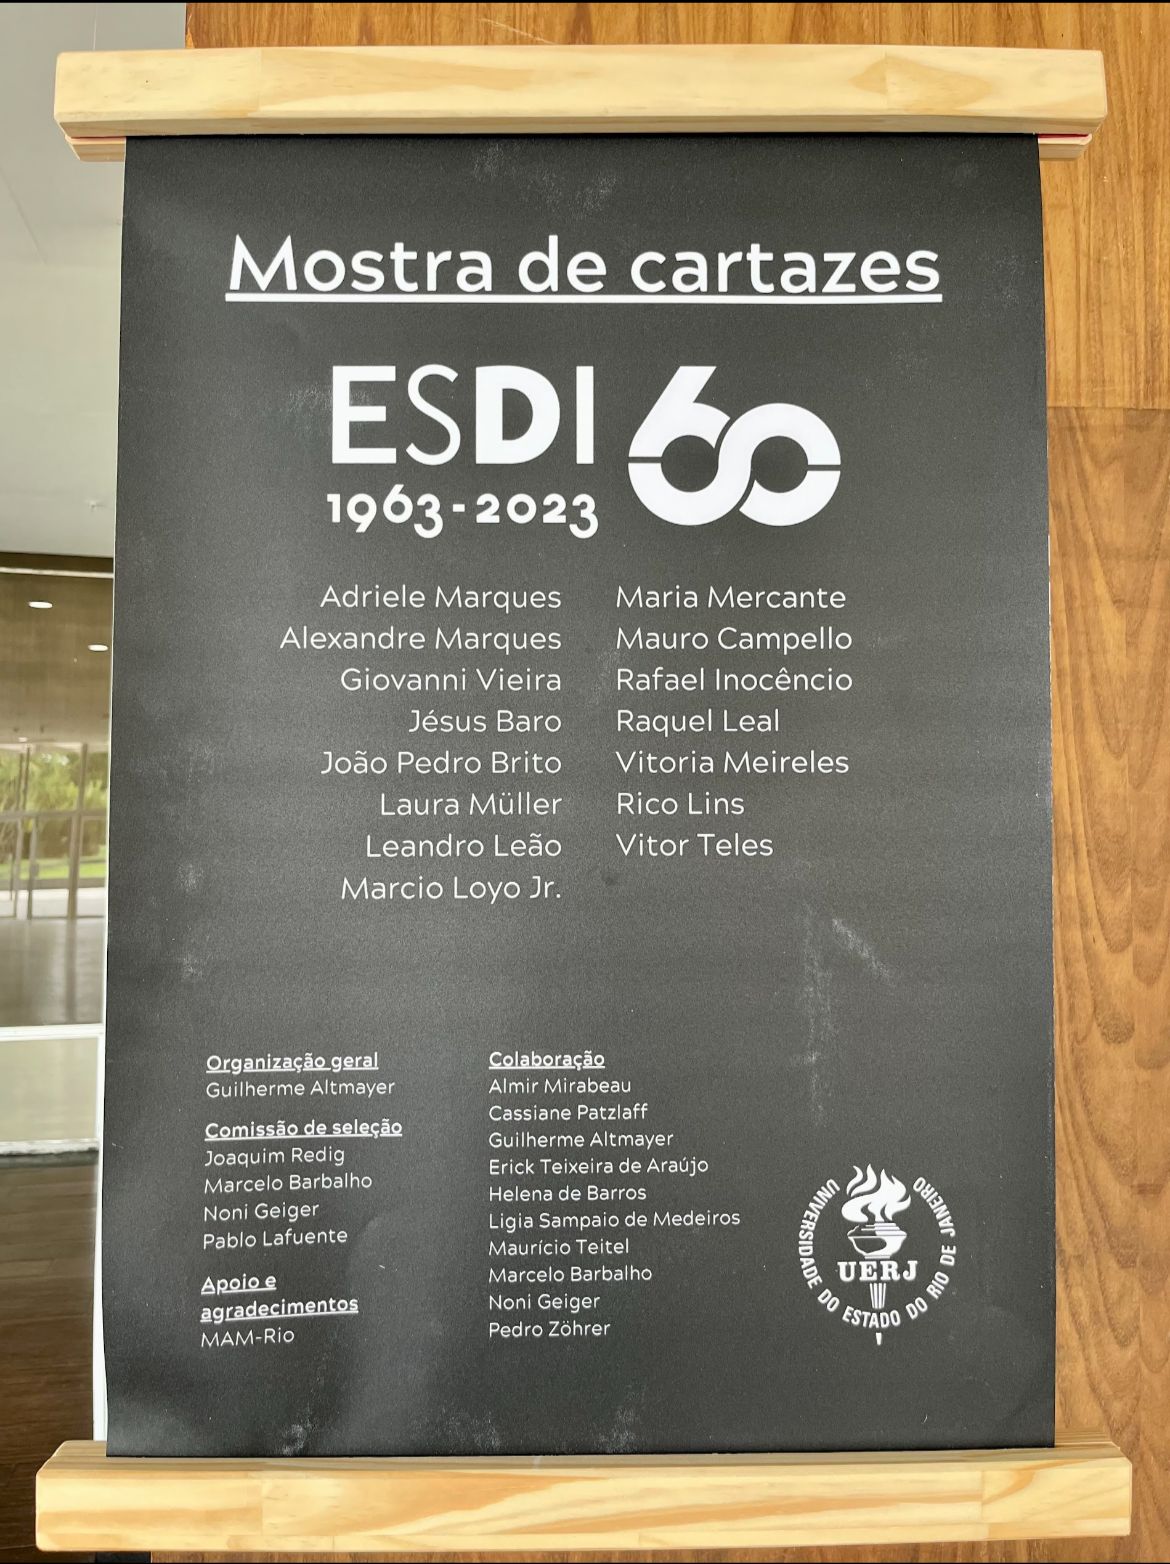 Mostra de cartazes
ESDI 60
1963-2023
Adriele Marques
Alexandre Marques
Giovanni Vieira
Jésus Baro
João Pedro Brito
Laura Müller
Leandro Leão
Marcio Loyo Jr.
Maria Mercante
Mauro Campello
Rafael Inocêncio
Raquel Leal
Vitoria Meireles
Rico Lins
Vitor Teles
Organização geral
Guilherme Altmayer
Comissão de seleção
Joaquim Redig
Marcelo Barbalho
Noni Geiger
Pablo Lafuente
Apoio e
agradecimentos
MAM-Rio
Colaboração
Almir Mirabeau
Cassiane Patzlaff
Guilherme Altmayer
Erick Teixeira de Araújo
Helena de Barros
Ligia Sampaio de Medeiros
Maurício Teitel
Marcelo Barbalho
Noni Geiger
Pedro Zöhrer
UERJ
UNIVERSIDADE DO ESTADO DO RIO DE JANEIRO